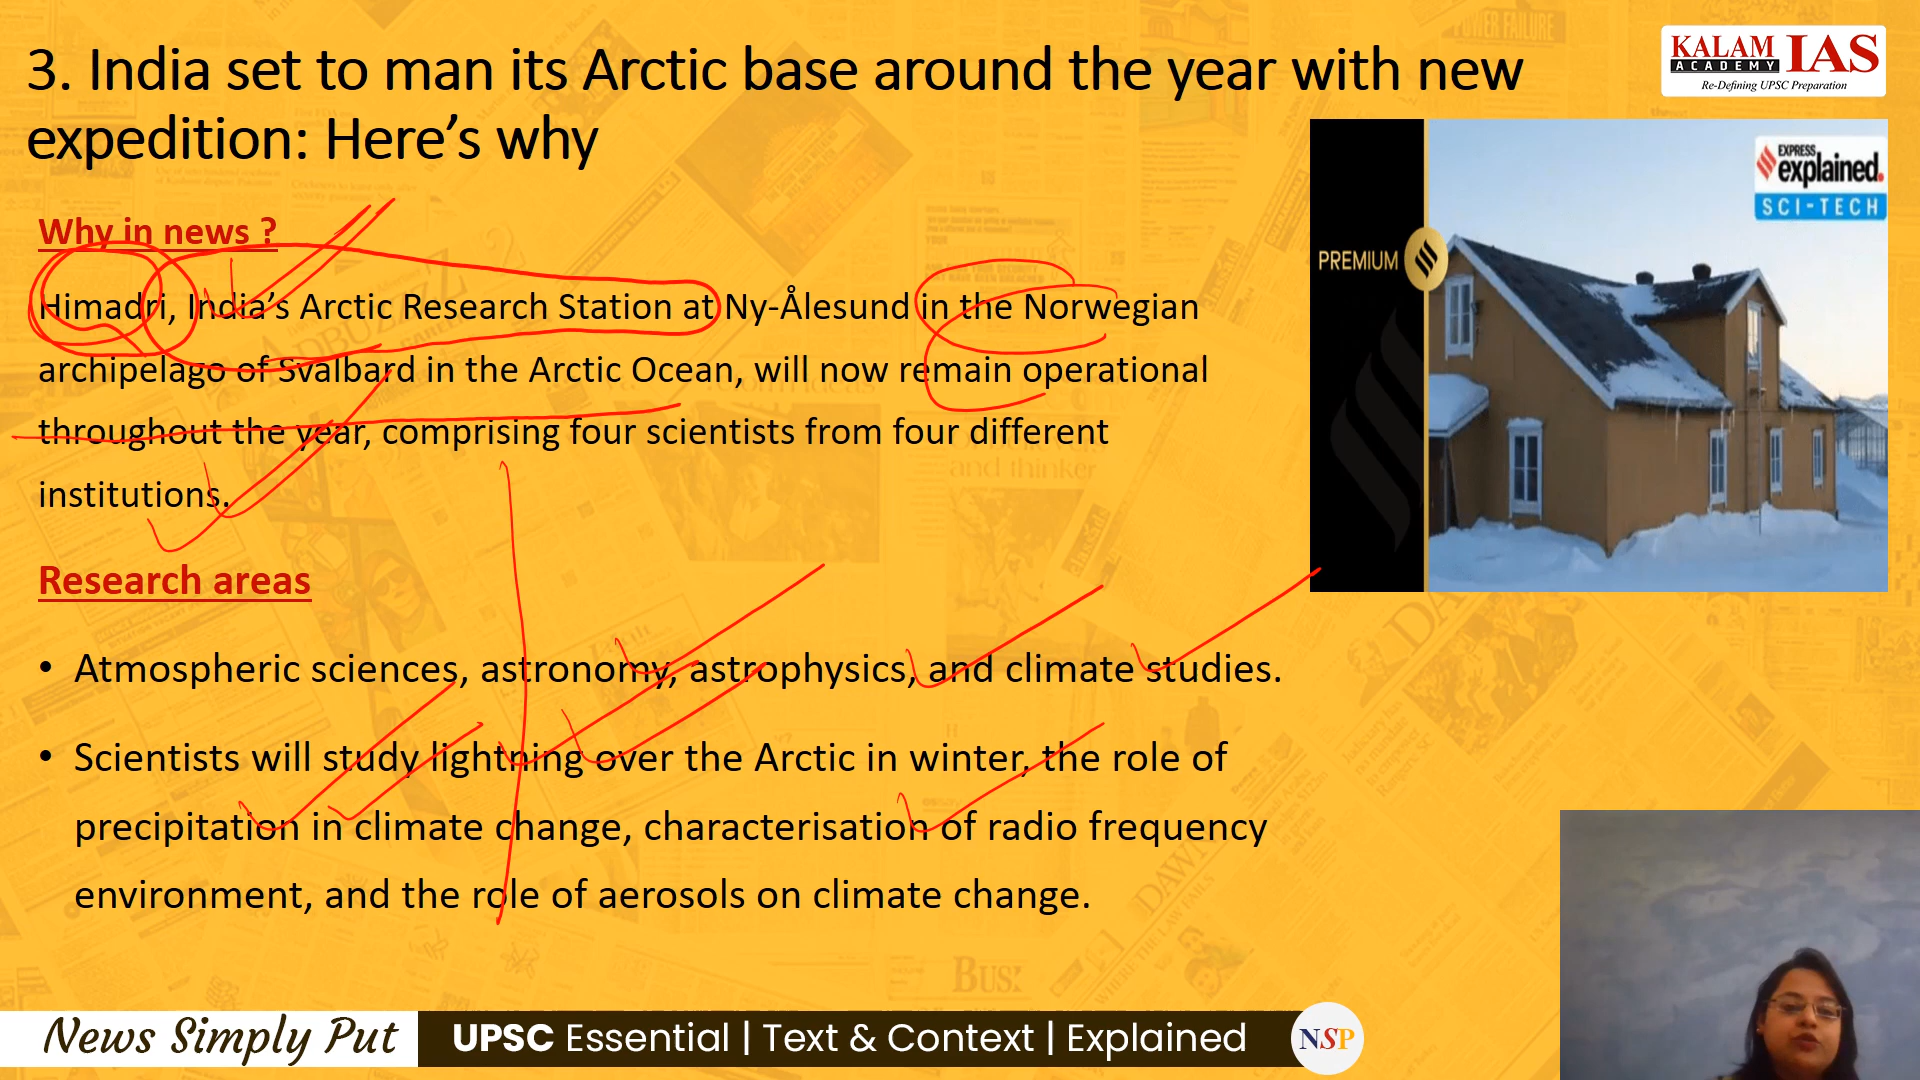 3. India set to man its Arctic base around the year with new
expedition: Here’s why
KALAM IAS
ACADEMY
Re-Defining UPSC Preparation
Why in news ?
Himadri, India’s Arctic Research Station at Ny-Ålesund in the Norwegian
archipelago of Svalbard in the Arctic Ocean, will now remain operational
throughout the year, comprising four scientists from four different
institutions.
EXPRESS
explained.
SCI-TECH
PREMIUM
Research areas
• Atmospheric sciences, astronomy, astrophysics, and climate studies.
• Scientists will study lightning over the Arctic in winter, the role of
precipitation in climate change, characterisation of radio frequency
environment, and the role of aerosols on climate change.
News Simply Put
UPSC Essential | Text & Context | Explained
NSP